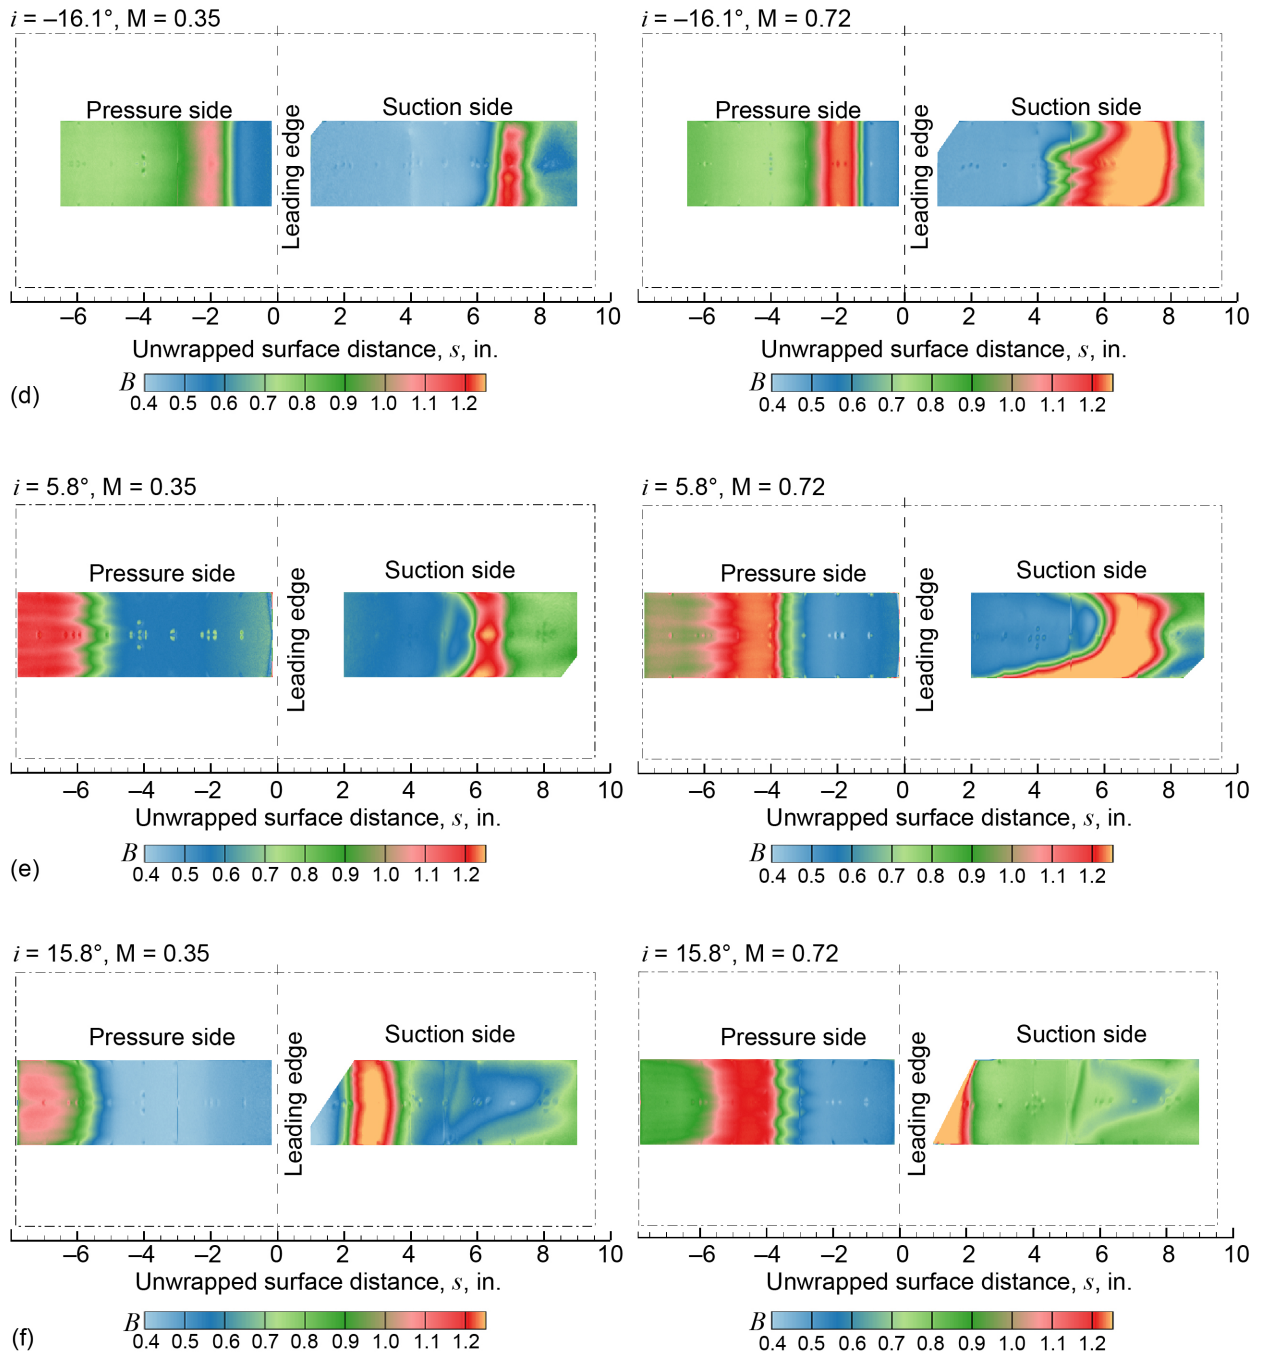 i = –16.1°, M = 0.35
Pressure side
Leading edge
Suction side
–6 –4 –2 0 2 4 6 8 10
Unwrapped surface distance, s, in.
(d)
B
0.4 0.5 0.6 0.7 0.8 0.9 1.0 1.1 1.2
i = –16.1°, M = 0.72
Pressure side
Leading edge
Suction side
–6 –4 –2 0 2 4 6 8 10
Unwrapped surface distance, s, in.
B
0.4 0.5 0.6 0.7 0.8 0.9 1.0 1.1 1.2
i = 5.8°, M = 0.35
Pressure side
Leading edge
Suction side
–6 –4 –2 0 2 4 6 8 10
Unwrapped surface distance, s, in.
(e)
B
0.4 0.5 0.6 0.7 0.8 0.9 1.0 1.1 1.2
i = 5.8°, M = 0.72
Pressure side
Leading edge
Suction side
–6 –4 –2 0 2 4 6 8 10
Unwrapped surface distance, s, in.
B
0.4 0.5 0.6 0.7 0.8 0.9 1.0 1.1 1.2
i = 15.8°, M = 0.35
Pressure side
Leading edge
Suction side
–6 –4 –2 0 2 4 6 8 10
Unwrapped surface distance, s, in.
(f)
B
0.4 0.5 0.6 0.7 0.8 0.9 1.0 1.1 1.2
i = 15.8°, M = 0.72
Pressure side
Leading edge
Suction side
–6 –4 –2 0 2 4 6 8 10
Unwrapped surface distance, s, in.
B
0.4 0.5 0.6 0.7 0.8 0.9 1.0 1.1 1.2